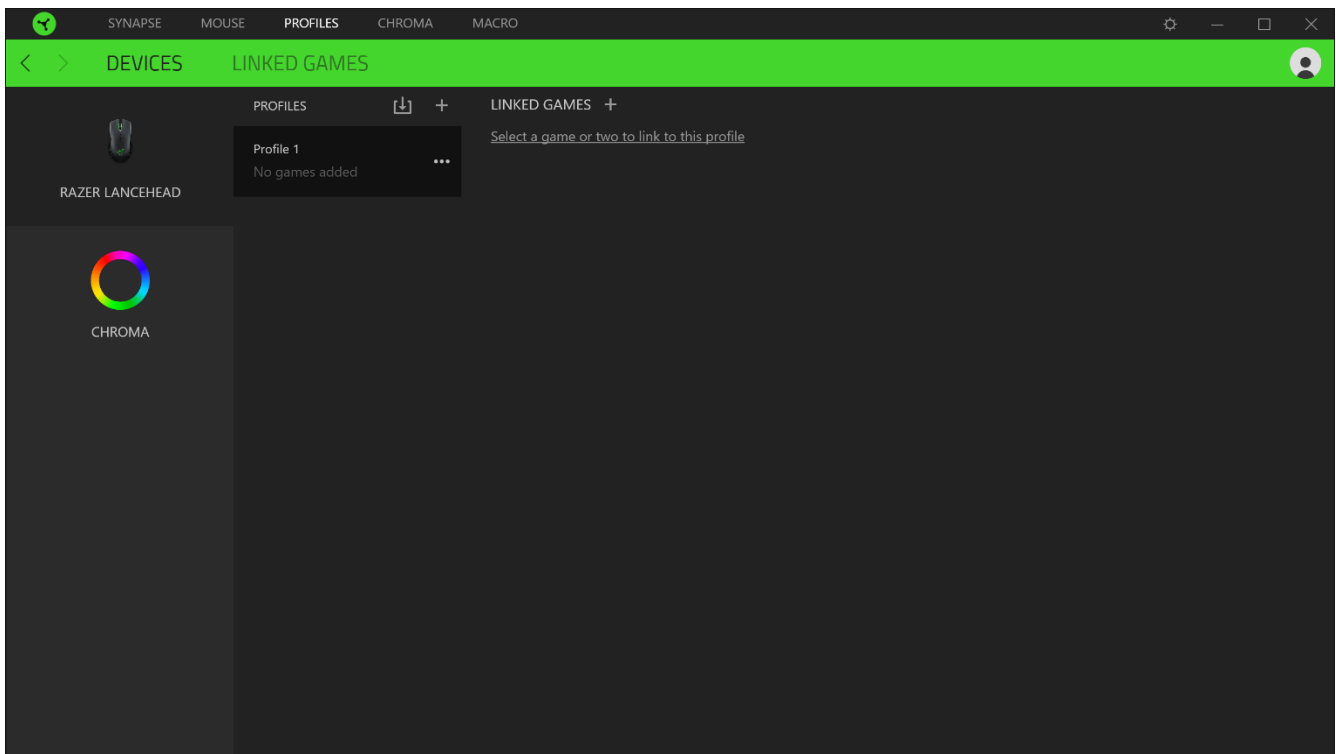 SYNAPSE MOUSE PROFILES CHROMA MACRO
DEVICES LINKED GAMES
RAZER LANCEHEAD
CHROMA
PROFILES
Profile 1
No games added
LINKED GAMES
Select a game or two to link to this profile